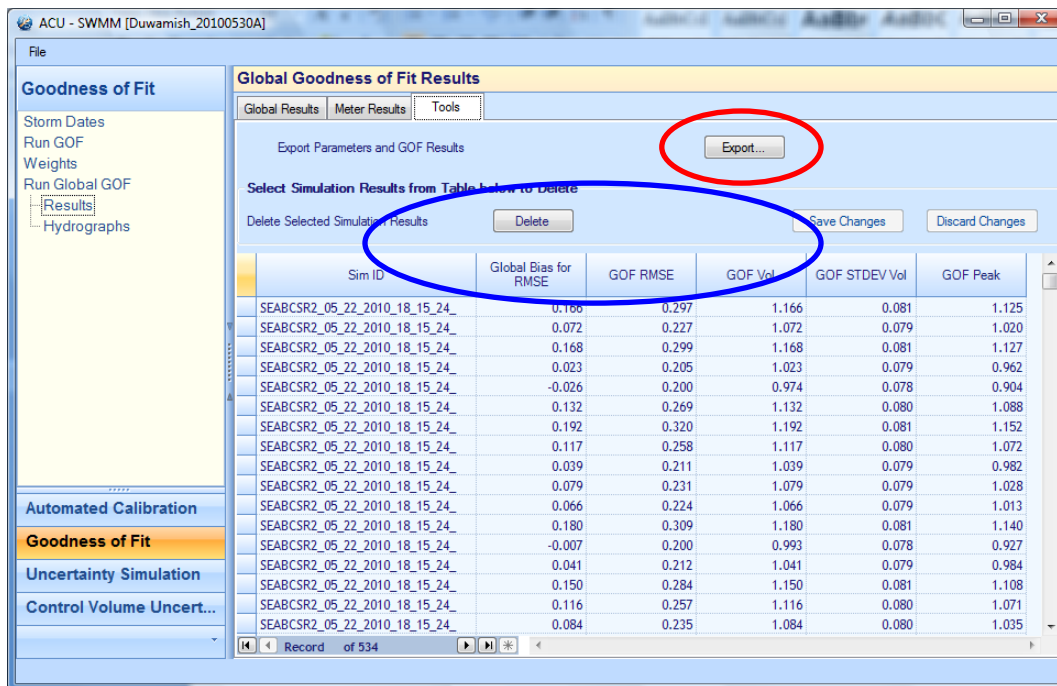 ACU - SWMM [Duwamish_20100530A]
File
Goodness of Fit
Storm Dates
Run GOF
Weights
Run Global GOF
Results
Hydrographs
Automated Calibration
Goodness of Fit
Uncertainty Simulation
Control Volume Uncert...
Global Goodness of Fit Results
Global Results Meter Results Tools
Export Parameters and GOF Results Export...
Select Simulation Results from Table below to Delete
Delete Selected Simulation Results Delete Save Changes Discard Changes
Sim ID Global Bias for RMSE GOF RMSE GOF Vol GOF STDEV Vol GOF Peak
SEABCSR2_05_22_2010_18_15_24_ 0.166 0.297 1.166 0.081 1.125
SEABCSR2_05_22_2010_18_15_24_ 0.072 0.227 1.072 0.079 1.020
SEABCSR2_05_22_2010_18_15_24_ 0.168 0.299 1.168 0.081 1.127
SEABCSR2_05_22_2010_18_15_24_ 0.023 0.205 1.023 0.079 0.962
SEABCSR2_05_22_2010_18_15_24_ -0.026 0.200 0.974 0.078 0.904
SEABCSR2_05_22_2010_18_15_24_ 0.132 0.269 1.132 0.080 1.088
SEABCSR2_05_22_2010_18_15_24_ 0.192 0.320 1.192 0.081 1.152
SEABCSR2_05_22_2010_18_15_24_ 0.117 0.258 1.117 0.080 1.072
SEABCSR2_05_22_2010_18_15_24_ 0.039 0.211 1.039 0.079 0.982
SEABCSR2_05_22_2010_18_15_24_ 0.079 0.231 1.079 0.079 1.028
SEABCSR2_05_22_2010_18_15_24_ 0.066 0.224 1.066 0.079 1.013
SEABCSR2_05_22_2010_18_15_24_ 0.180 0.309 1.180 0.081 1.140
SEABCSR2_05_22_2010_18_15_24_ -0.007 0.200 0.993 0.078 0.927
SEABCSR2_05_22_2010_18_15_24_ 0.041 0.212 1.041 0.079 0.984
SEABCSR2_05_22_2010_18_15_24_ 0.150 0.284 1.150 0.081 1.108
SEABCSR2_05_22_2010_18_15_24_ 0.116 0.257 1.116 0.080 1.071
SEABCSR2_05_22_2010_18_15_24_ 0.084 0.235 1.084 0.080 1.035
Record of 534